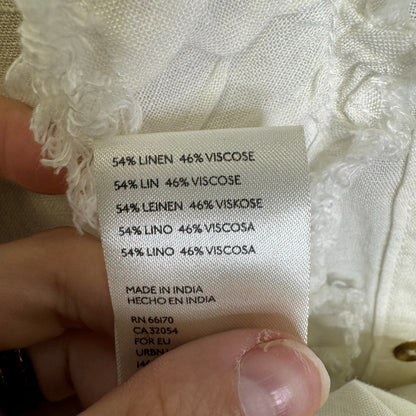 54% LINEN 46% VISCOSE
54% LIN 46% VISCOSE
54% LEINEN 46% VISKOSE
54% LINO 46% VISCOSA
54% LINO 46% VISCOSA
MADE IN INDIA
HECHO EN INDIA
RN 66170
CA 32054
FOR EU
URBN